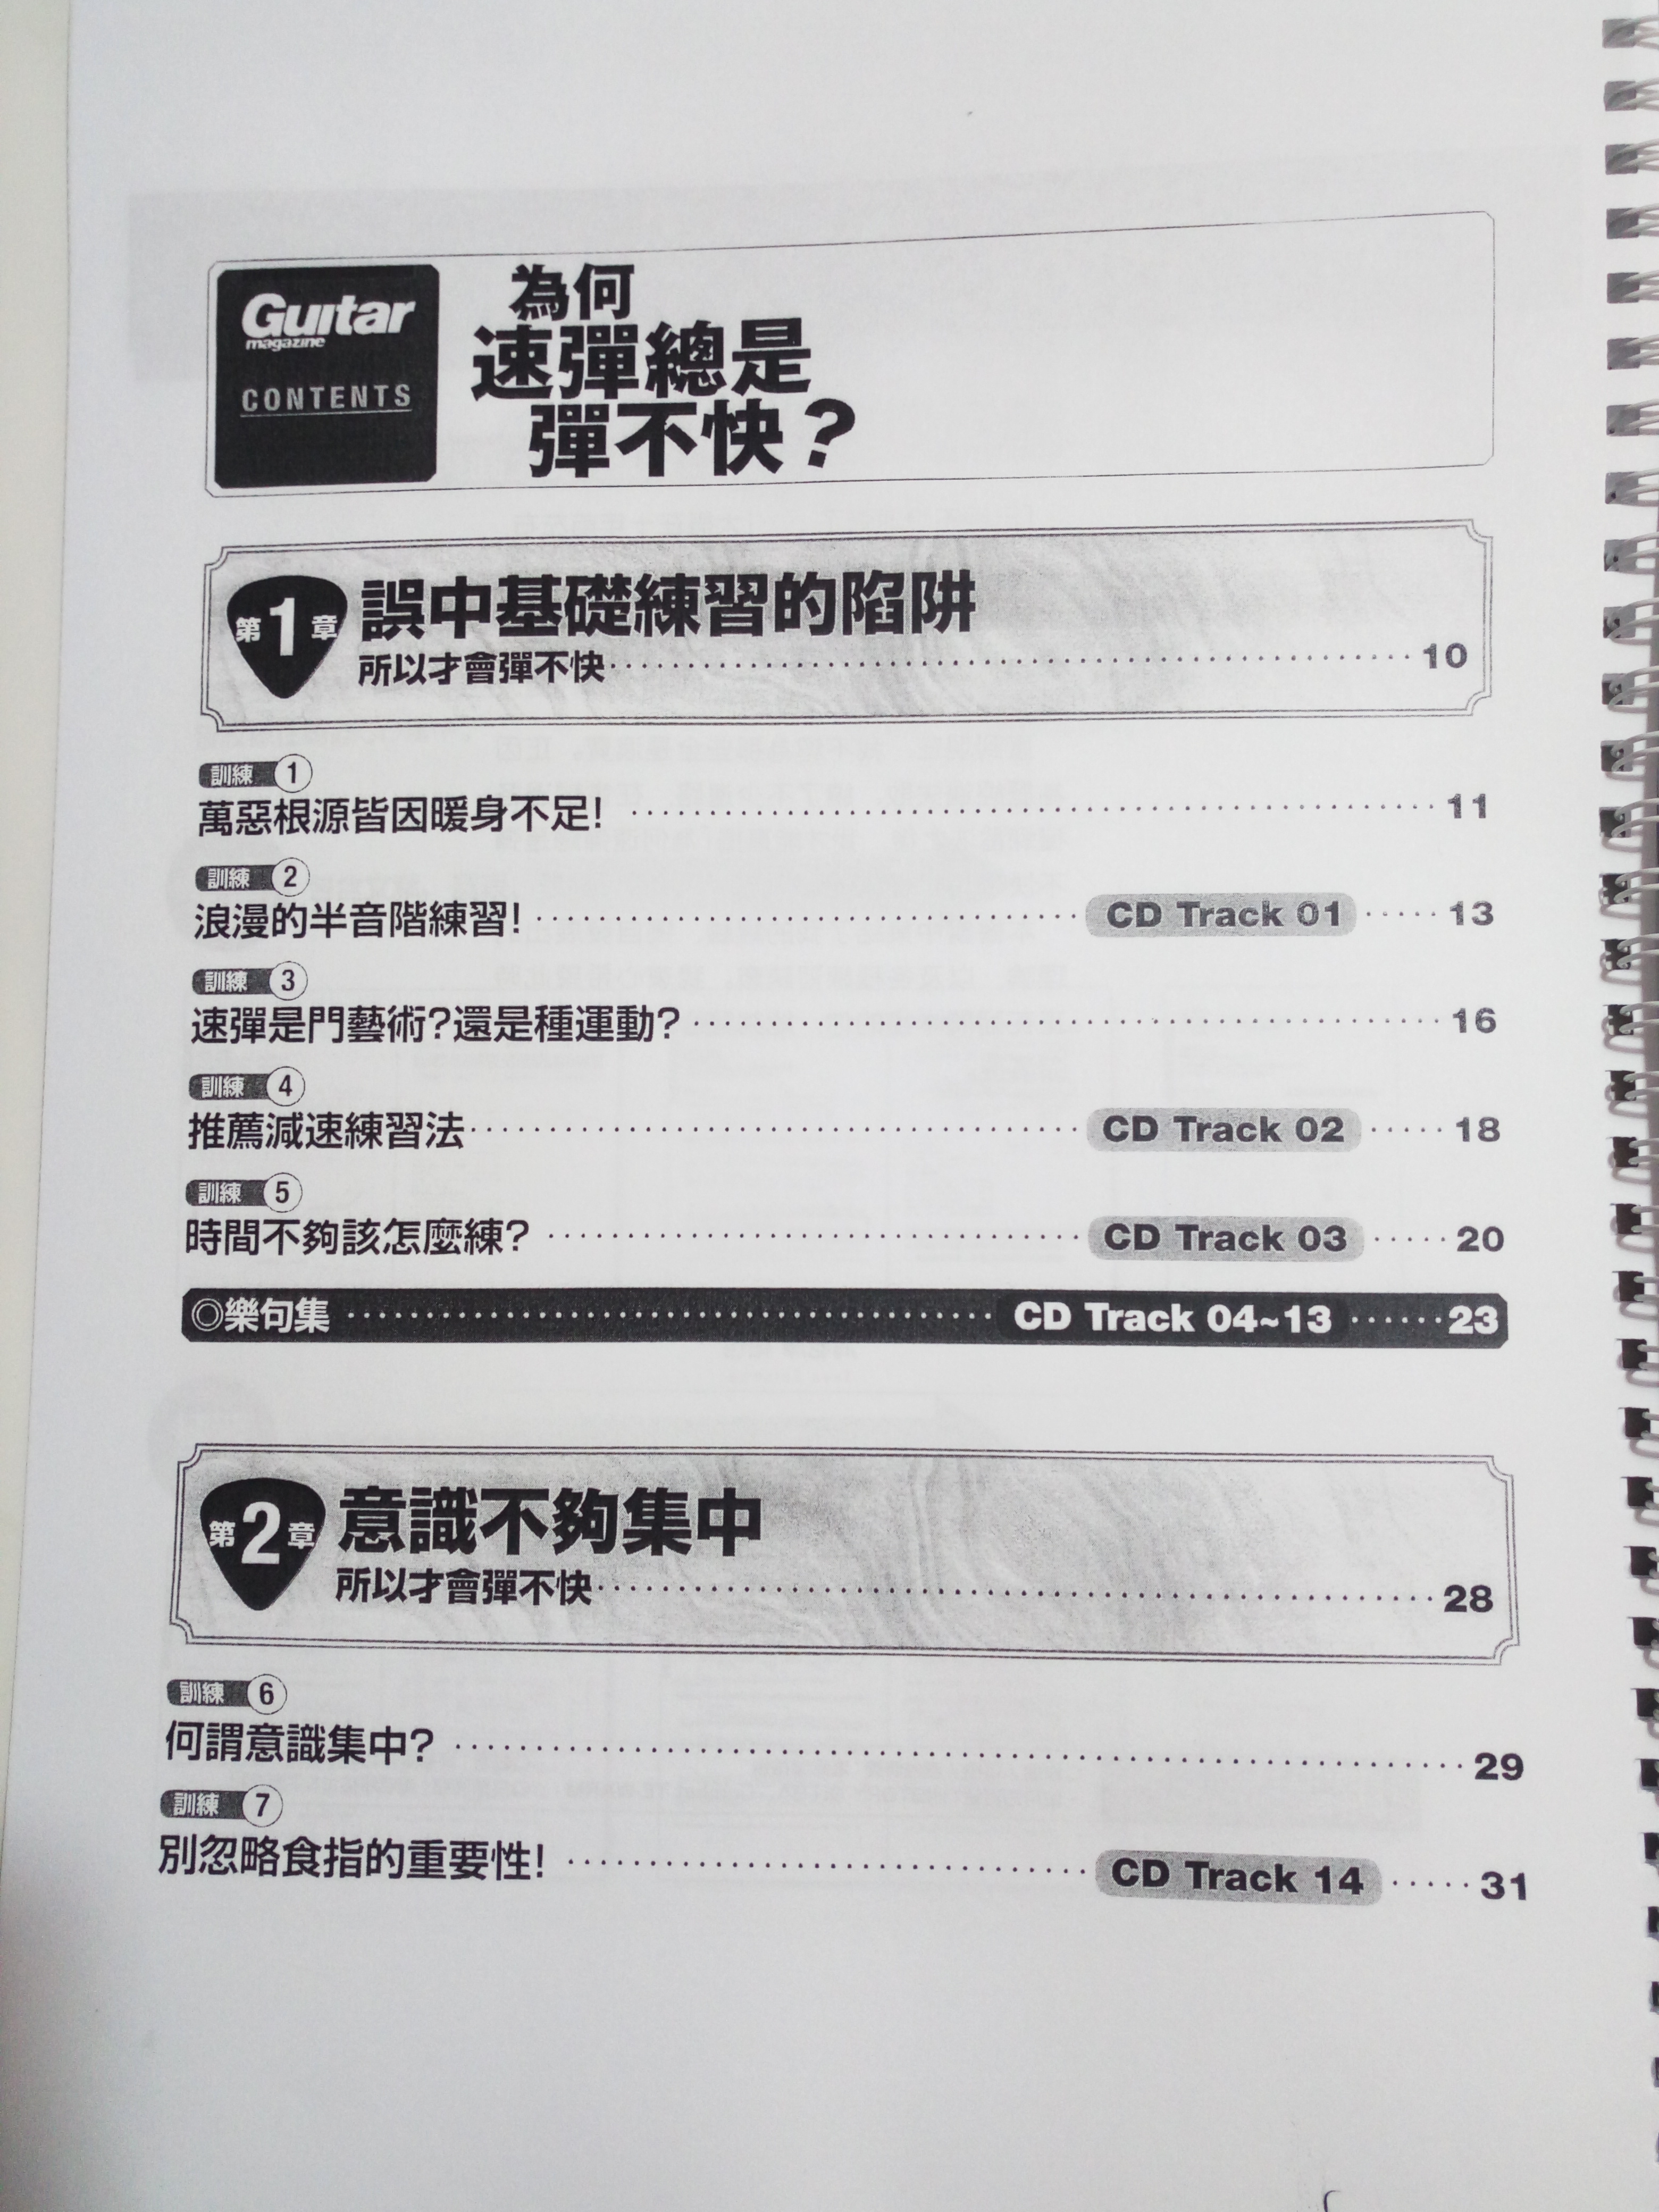 Guitar
magazine
CONTENTS
為何
速彈總是
彈不快?
第1章 誤中基礎練習的陷阱
所以才會彈不快 10
訓練 1
萬惡根源皆因暖身不足! 11
訓練 2
浪漫的半音階練習! CD Track 01 13
訓練 3
速彈是門藝術?還是種運動? 16
訓練 4
推薦減速練習法 CD Track 02 18
訓練 5
時間不夠該怎麼練? CD Track 03 20
◎樂句集 CD Track 04~13 23
第2章 意識不夠集中
所以才會彈不快 28
訓練 6
何謂意識集中? 29
訓練 7
別忽略食指的重要性! CD Track 14 31